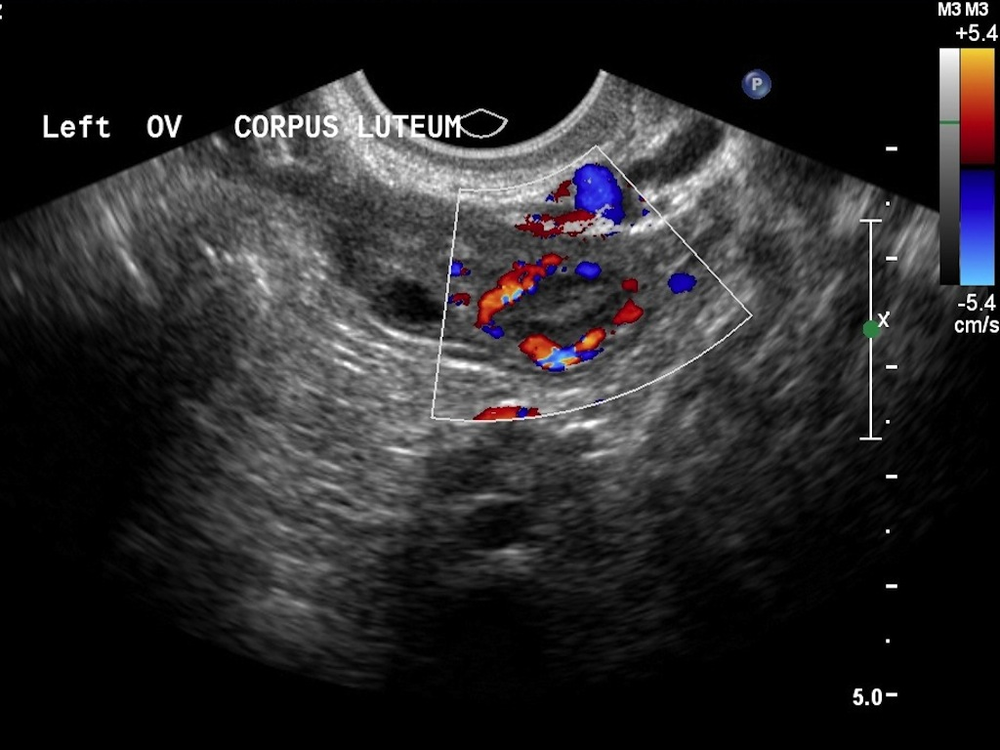 M3 M3
+5.4
P
Left OV CORPUS LUTEUM
-5.4
X
cm/s
5.0